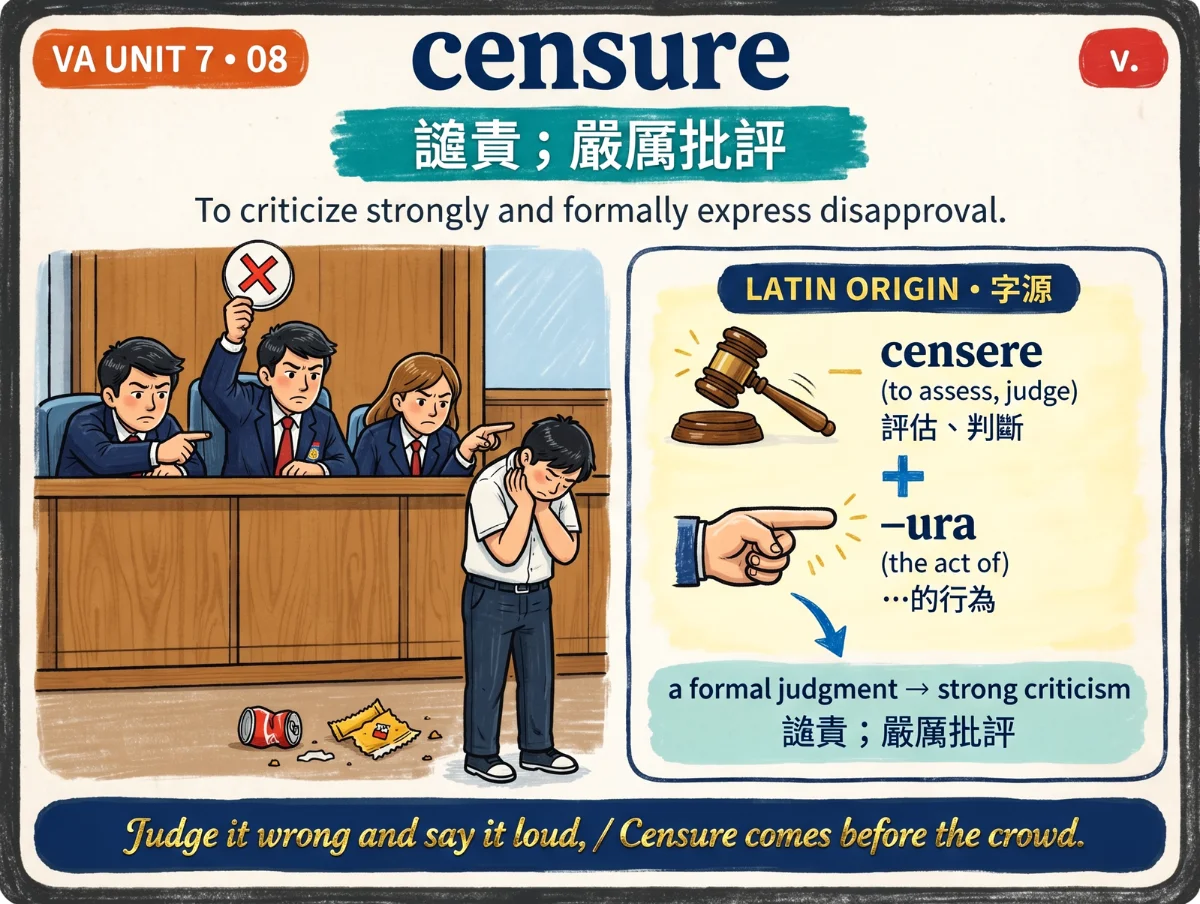 VA UNIT 7 • 08
censure
v.
譴責；嚴厲批評
To criticize strongly and formally express disapproval.
LATIN ORIGIN • 字源
censere
(to assess, judge)
評估、判斷
+
–ura
(the act of)
…的行為
a formal judgment → strong criticism
譴責；嚴厲批評
Judge it wrong and say it loud, / Censure comes before the crowd.